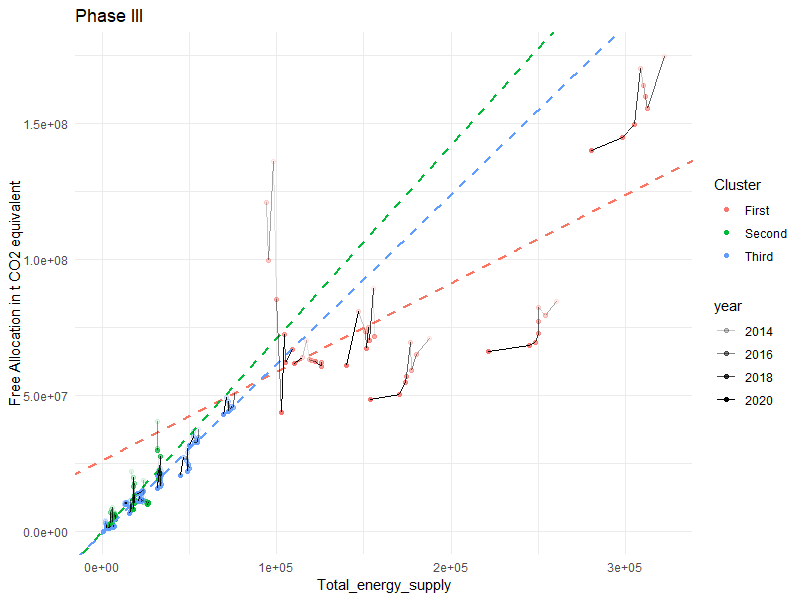 Phase III
Free Allocation in t CO2 equivalent
1.5e+08
1.0e+08
5.0e+07
0.0e+00
0e+00 1e+05 2e+05 3e+05
Total_energy_supply
Cluster
First
Second
Third
year
2014
2016
2018
2020